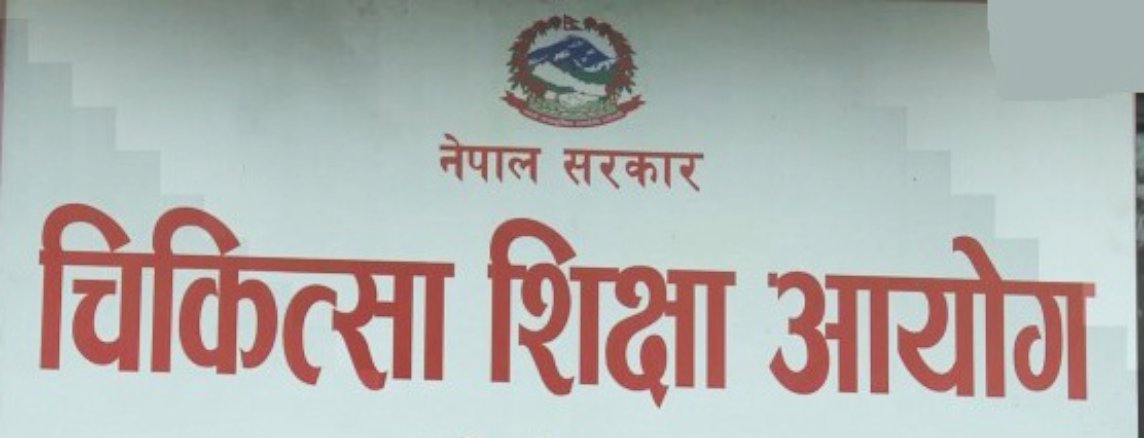 नेपाल सरकार
चिकित्सा शिक्षा आयोग